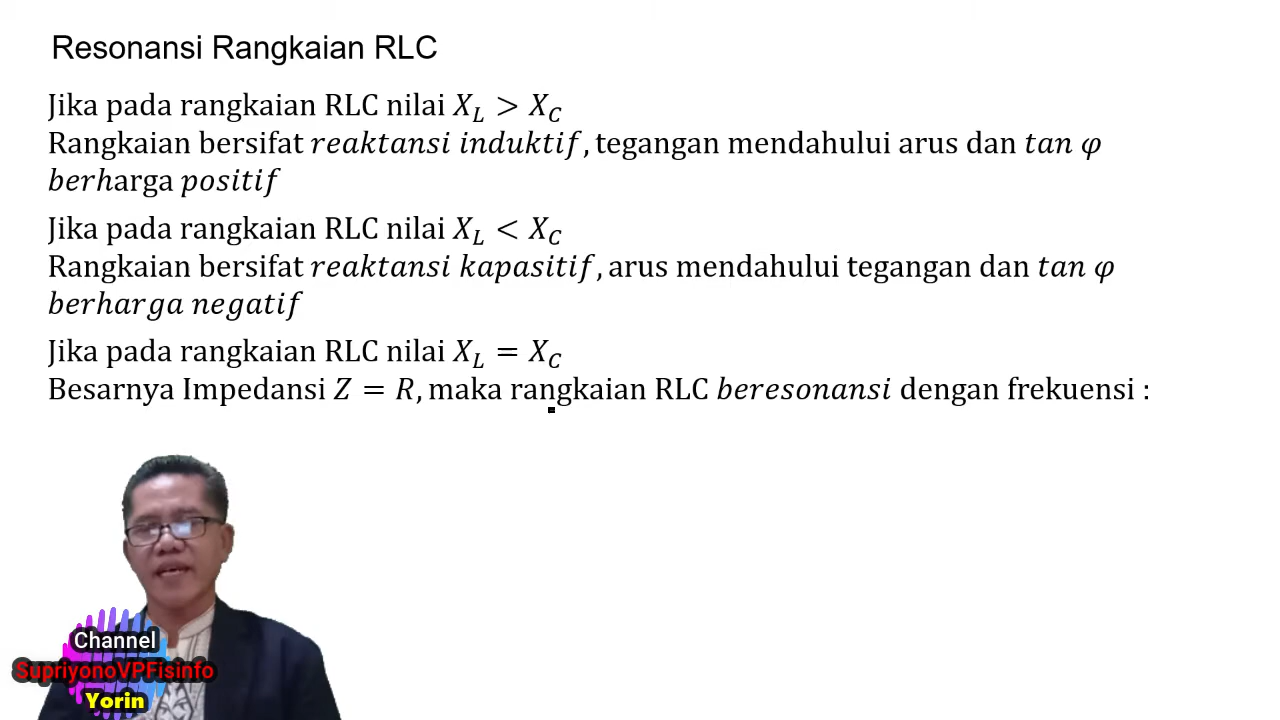 Resonansi Rangkaian RLC
Jika pada rangkaian RLC nilai X_L > X_C
Rangkaian bersifat reaktansi induktif, tegangan mendahului arus dan tan φ
berharga positif
Jika pada rangkaian RLC nilai X_L < X_C
Rangkaian bersifat reaktansi kapasitif, arus mendahului tegangan dan tan φ
berharga negatif
Jika pada rangkaian RLC nilai X_L = X_C
Besarnya Impedansi Z = R, maka rangkaian RLC beresonansi dengan frekuensi :
Channel
SupriyonoVPFisinfo
Yorin